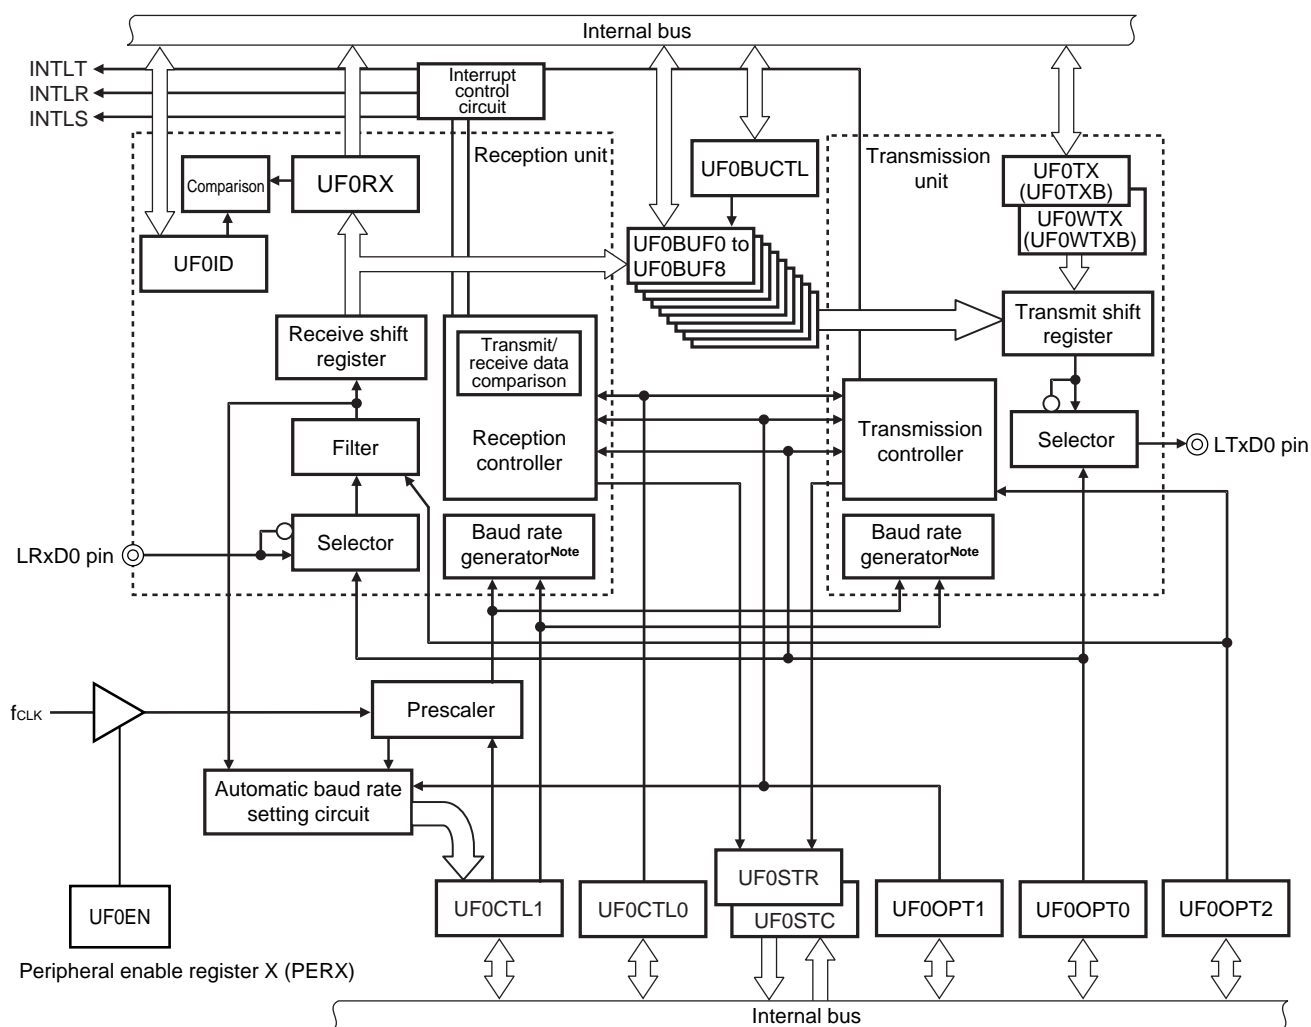 Internal bus
INTLT
INTLR
INTLS
Interrupt
control
circuit
Reception unit
Transmission
unit
Comparison
UF0RX
UF0BUCTL
UF0TX
(UF0TXB)
UF0WTX
(UF0WTXB)
UF0ID
UF0BUF0 to
UF0BUF8
Receive shift
register
Transmit/
receive data
comparison
Reception
controller
Transmit shift
register
Filter
Transmission
controller
Selector
LTxD0 pin
LRxD0 pin
Selector
Baud rate
generatorNote
Baud rate
generatorNote
fCLK
Prescaler
Automatic baud rate
setting circuit
UF0EN
UF0CTL1
UF0CTL0
UF0STR
UF0STC
UF0OPT1
UF0OPT0
UF0OPT2
Peripheral enable register X (PERX)
Internal bus